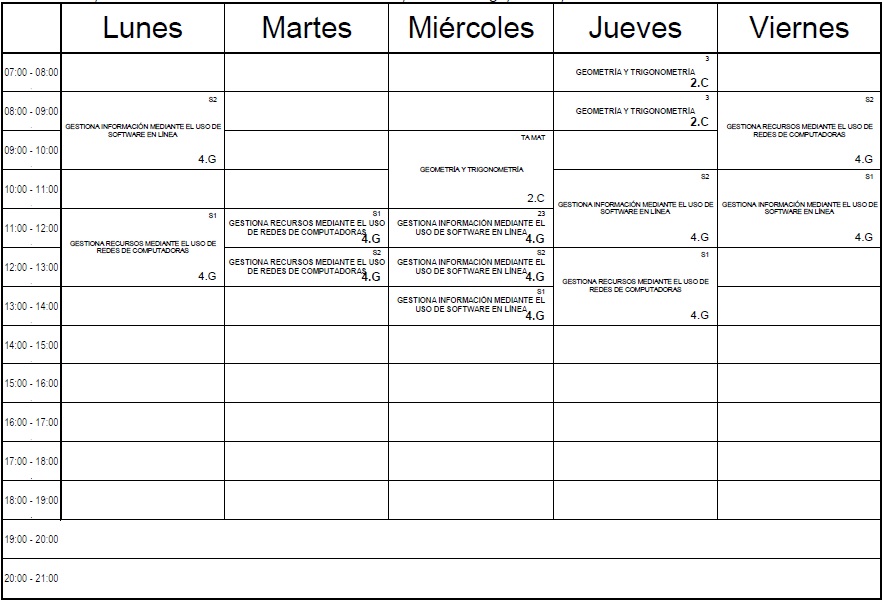 Lunes Martes Miércoles Jueves Viernes
07:00 - 08:00
3
GEOMETRÍA Y TRIGONOMETRÍA
2.C
08:00 - 09:00
S2
GESTIONA INFORMACIÓN MEDIANTE EL USO DE
SOFTWARE EN LÍNEA
4.G
3
GEOMETRÍA Y TRIGONOMETRÍA
2.C
S2
GESTIONA RECURSOS MEDIANTE EL USO DE
REDES DE COMPUTADORAS
4.G
09:00 - 10:00
TA MAT
GEOMETRÍA Y TRIGONOMETRÍA
2.C
10:00 - 11:00
S2
GESTIONA INFORMACIÓN MEDIANTE EL USO DE
SOFTWARE EN LÍNEA
4.G
S1
GESTIONA INFORMACIÓN MEDIANTE EL USO DE
SOFTWARE EN LÍNEA
4.G
11:00 - 12:00
S1
GESTIONA RECURSOS MEDIANTE EL USO DE
REDES DE COMPUTADORAS
4.G
S1
GESTIONA RECURSOS MEDIANTE EL USO
DE REDES DE COMPUTADORAS
4.G
23
GESTIONA INFORMACIÓN MEDIANTE EL
USO DE SOFTWARE EN LÍNEA
4.G
12:00 - 13:00
S2
GESTIONA RECURSOS MEDIANTE EL USO
DE REDES DE COMPUTADORAS
4.G
S2
GESTIONA INFORMACIÓN MEDIANTE EL
USO DE SOFTWARE EN LÍNEA
4.G
S1
GESTIONA RECURSOS MEDIANTE EL USO DE
REDES DE COMPUTADORAS
4.G
13:00 - 14:00
S1
GESTIONA INFORMACIÓN MEDIANTE EL
USO DE SOFTWARE EN LÍNEA
4.G
14:00 - 15:00
15:00 - 16:00
16:00 - 17:00
17:00 - 18:00
18:00 - 19:00
19:00 - 20:00
20:00 - 21:00